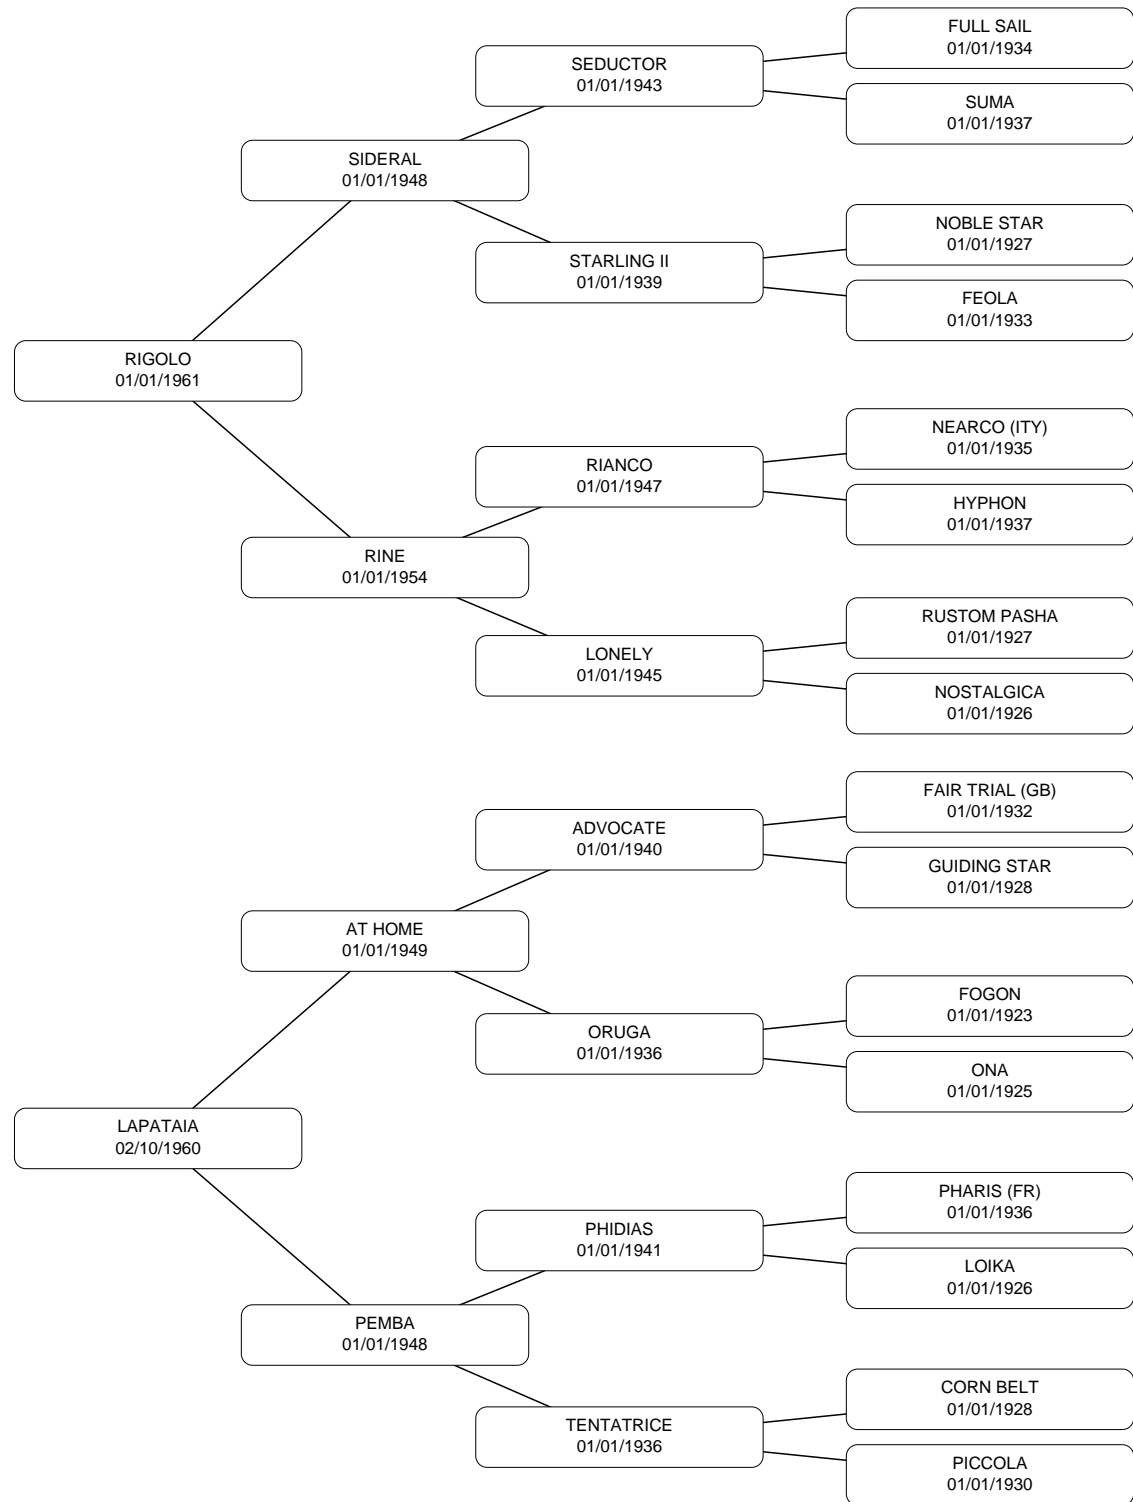 FULL SAIL
01/01/1934
SEDUCTOR
01/01/1943
SUMA
01/01/1937
SIDERAL
01/01/1948
NOBLE STAR
01/01/1927
STARLING II
01/01/1939
FEOLA
01/01/1933
RIGOLO
01/01/1961
NEARCO (ITY)
01/01/1935
RIANCO
01/01/1947
HYPHON
01/01/1937
RINE
01/01/1954
RUSTOM PASHA
01/01/1927
LONELY
01/01/1945
NOSTALGICA
01/01/1926
FAIR TRIAL (GB)
01/01/1932
ADVOCATE
01/01/1940
GUIDING STAR
01/01/1928
AT HOME
01/01/1949
FOGON
01/01/1923
ORUGA
01/01/1936
ONA
01/01/1925
LAPATAIA
02/10/1960
PHARIS (FR)
01/01/1936
PHIDIAS
01/01/1941
LOIKA
01/01/1926
PEMBA
01/01/1948
CORN BELT
01/01/1928
TENTATRICE
01/01/1936
PICCOLA
01/01/1930